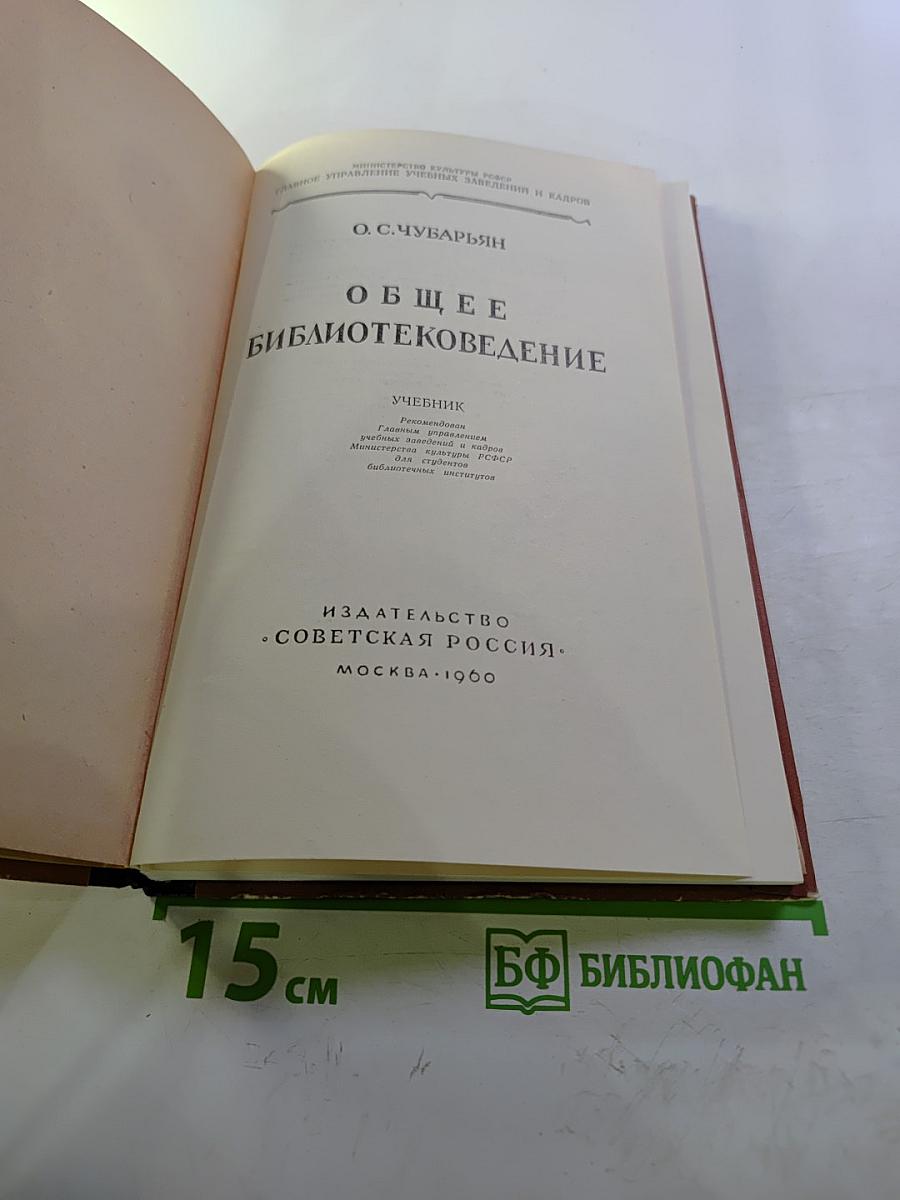 МИНИСТЕРСТВО КУЛЬТУРЫ РСФСР
ГЛАВНОЕ УПРАВЛЕНИЕ УЧЕБНЫХ ЗАВЕДЕНИЙ И КАДРОВ
О. С. ЧУБАРЬЯН
ОБЩЕЕ
БИБЛИОТЕКОВЕДЕНИЕ
УЧЕБНИК
Рекомендован
Главным управлением
учебных заведений и кадров
Министерства культуры РСФСР
для студентов
библиотечных институтов
ИЗДАТЕЛЬСТВО
«СОВЕТСКАЯ РОССИЯ»
МОСКВА · 1960
15 см
БФ БИБЛИОФАН